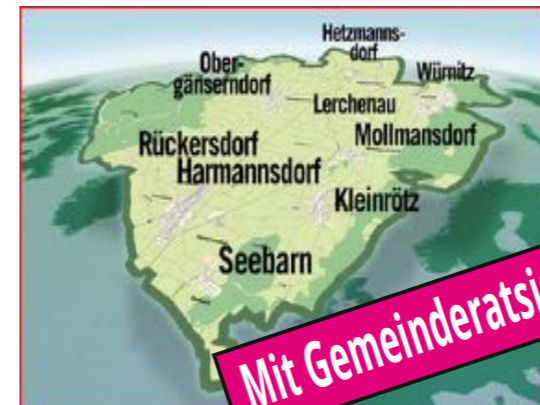 Hetzmanns-
dorf
Ober-
gänserndorf
Würnitz
Lerchenau
Mollmansdorf
Rückersdorf
Harmannsdorf
Kleinrötz
Seebarn
Mit Gemeinderatsi